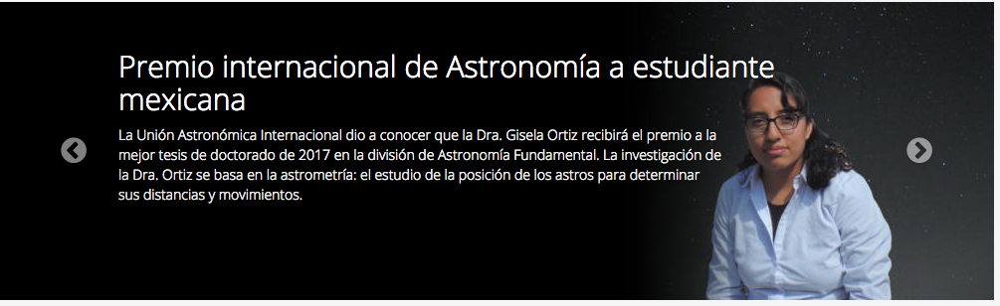 Premio internacional de Astronomía a estudiante
mexicana
La Unión Astronómica Internacional dio a conocer que la Dra. Gisela Ortiz recibirá el premio a la
mejor tesis de doctorado de 2017 en la división de Astronomía Fundamental. La investigación de
la Dra. Ortiz se basa en la astrometría: el estudio de la posición de los astros para determinar
sus distancias y movimientos.